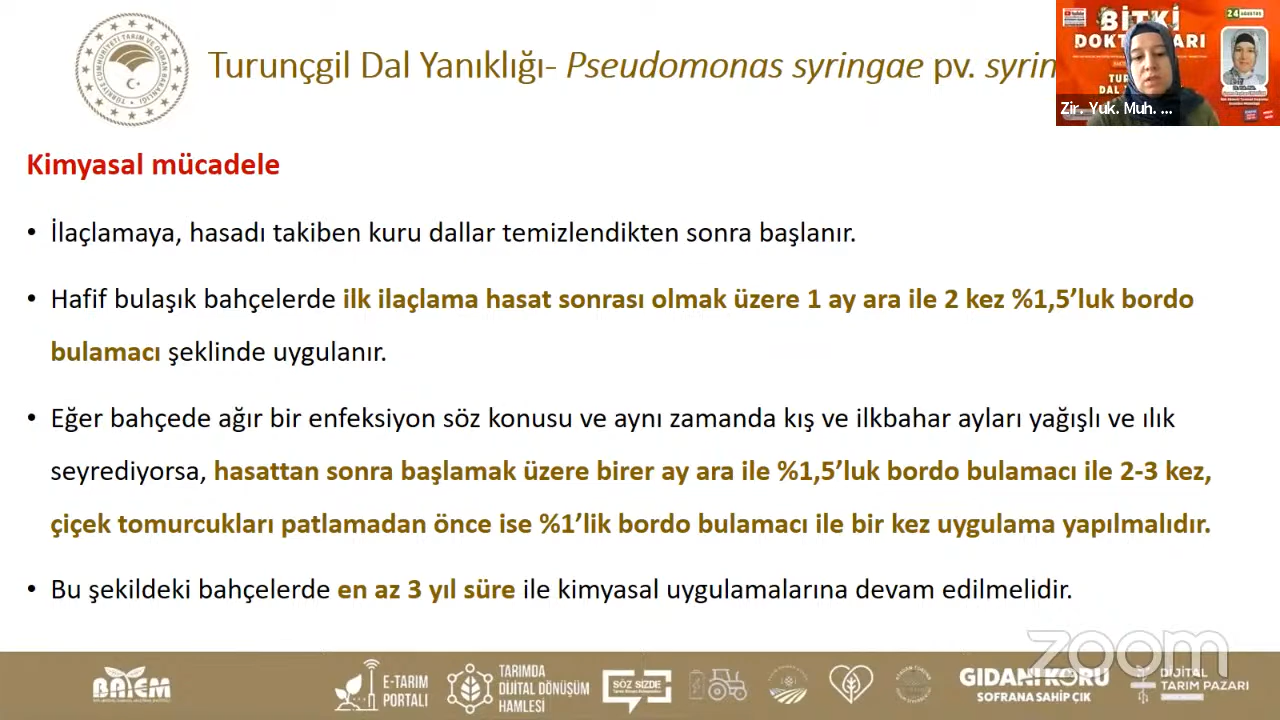 Turunçgil Dal Yanıklığı- Pseudomonas syringae pv. syrin
BİTKİ
24 AĞUSTOS
Zir. Yuk. Muh. ...
Kimyasal mücadele
• İlaçlamaya, hasadı takiben kuru dallar temizlendikten sonra başlanır.
• Hafif bulaşık bahçelerde ilk ilaçlama hasat sonrası olmak üzere 1 ay ara ile 2 kez %1,5’luk bordo
bulamacı şeklinde uygulanır.
• Eğer bahçede ağır bir enfeksiyon söz konusu ve aynı zamanda kış ve ilkbahar ayları yağışlı ve ılık
seyrediyorsa, hasattan sonra başlamak üzere birer ay ara ile %1,5’luk bordo bulamacı ile 2-3 kez,
çiçek tomurcukları patlamadan önce ise %1’lik bordo bulamacı ile bir kez uygulama yapılmalıdır.
• Bu şekildeki bahçelerde en az 3 yıl süre ile kimyasal uygulamalarına devam edilmelidir.
zoom
BATEM
E-TARIM
PORTALI
TARIMDA
DİJİTAL DÖNÜŞÜM
HAMLESİ
SÖZ SİZDE
GIDANI KORU
SOFRANA SAHİP ÇIK
DİJİTAL
TARIM PAZARI